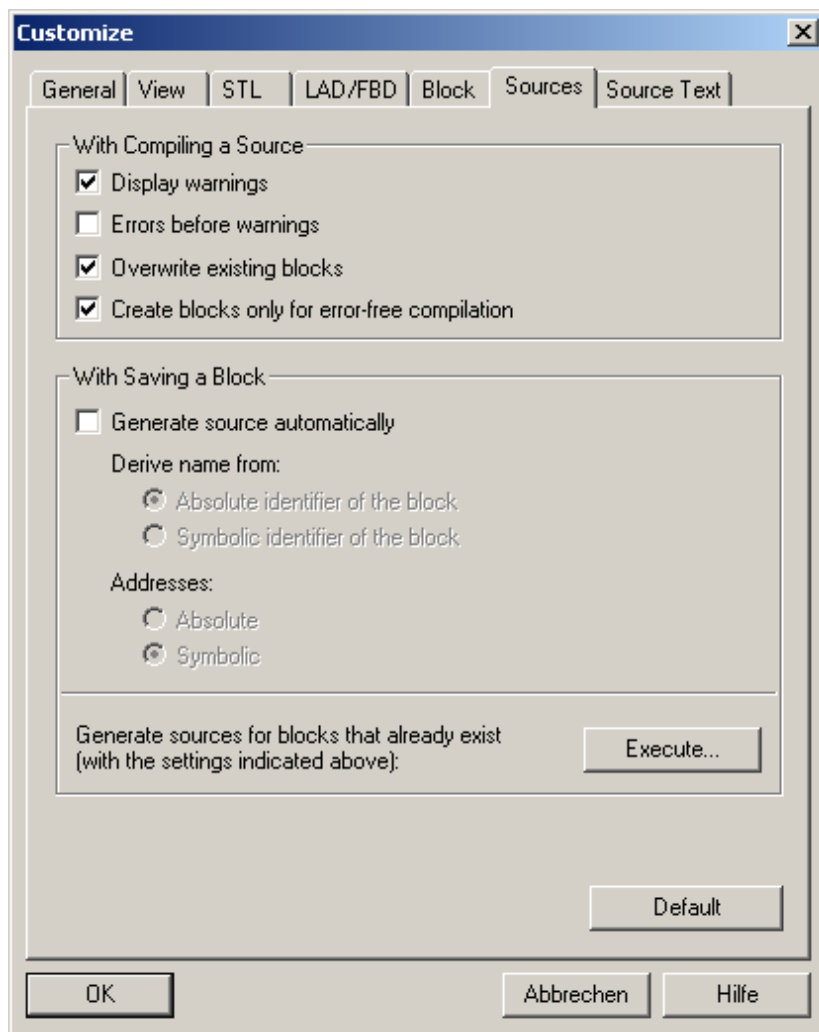 Customize
General View STL LAD/FBD Block Sources Source Text
With Compiling a Source
Display warnings
Errors before warnings
Overwrite existing blocks
Create blocks only for error-free compilation
With Saving a Block
Generate source automatically
Derive name from:
Absolute identifier of the block
Symbolic identifier of the block
Addresses:
Absolute
Symbolic
Generate sources for blocks that already exist
(with the settings indicated above):
Execute...
Default
OK Abbrechen Hilfe